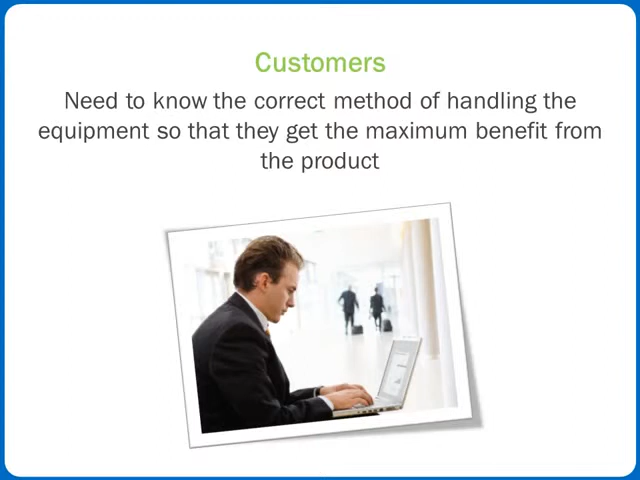 Customers
Need to know the correct method of handling the
equipment so that they get the maximum benefit from
the product